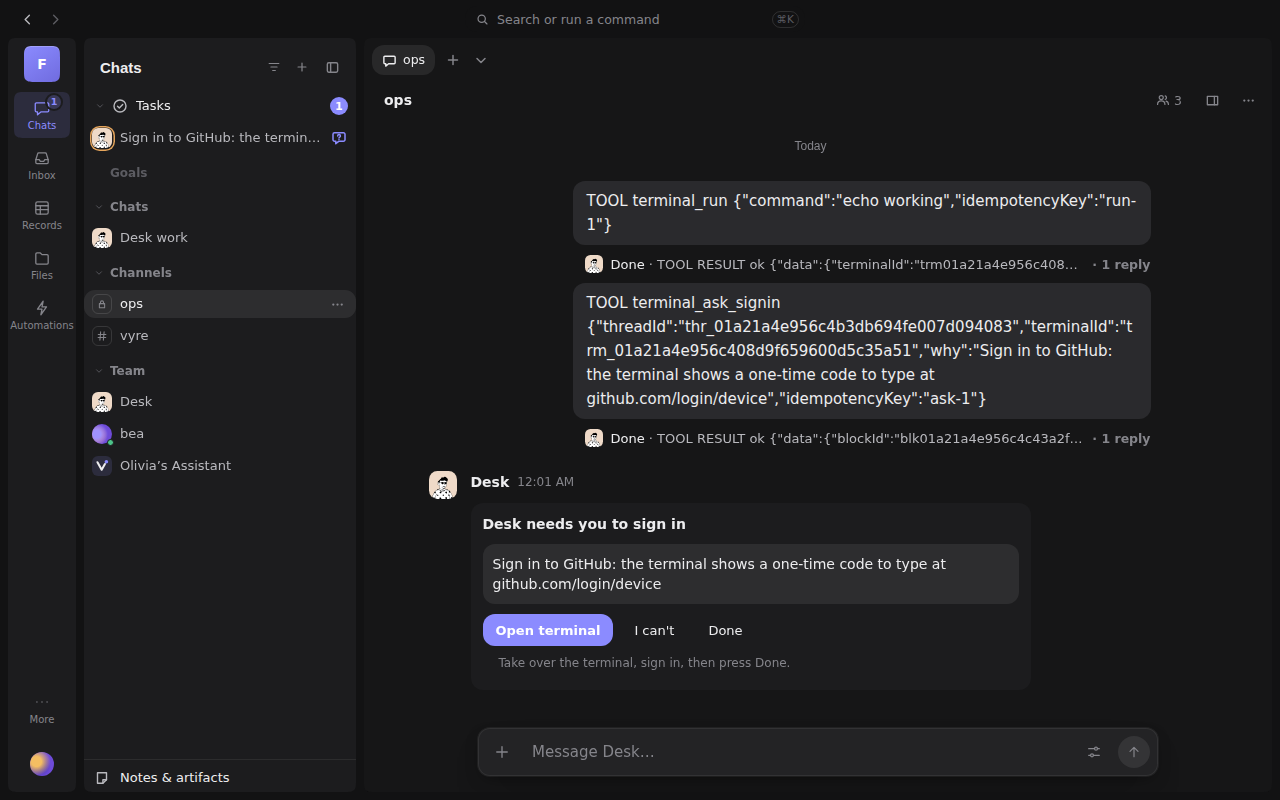 Search or run a command
⌘K
F
1
Chats
Inbox
Records
Files
Automations
More
Chats
Tasks
1
Sign in to GitHub: the termin…
Goals
Chats
Desk work
Channels
ops
vyre
Team
Desk
bea
Olivia’s Assistant
Notes & artifacts
ops
ops
3
Today
TOOL terminal_run {"command":"echo working","idempotencyKey":"run-
1"}
Done · TOOL RESULT ok {"data":{"terminalId":"trm01a21a4e956c408… · 1 reply
TOOL terminal_ask_signin
{"threadId":"thr_01a21a4e956c4b3db694fe007d094083","terminalId":"t
rm_01a21a4e956c408d9f659600d5c35a51","why":"Sign in to GitHub:
the terminal shows a one-time code to type at
github.com/login/device","idempotencyKey":"ask-1"}
Done · TOOL RESULT ok {"data":{"blockId":"blk01a21a4e956c4c43a2f… · 1 reply
Desk 12:01 AM
Desk needs you to sign in
Sign in to GitHub: the terminal shows a one-time code to type at
github.com/login/device
Open terminal
I can't
Done
Take over the terminal, sign in, then press Done.
Message Desk…